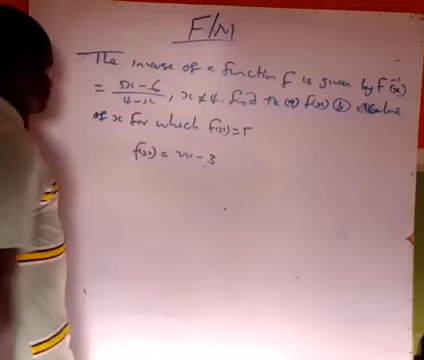 F/M
The inverse of a function f is given by f⁻¹(x)
= 5x-6/4-x, x ≠ 4. Find the (a) f(x) (b) Value
of x for which f(x) = 5
f(x) = x - 3